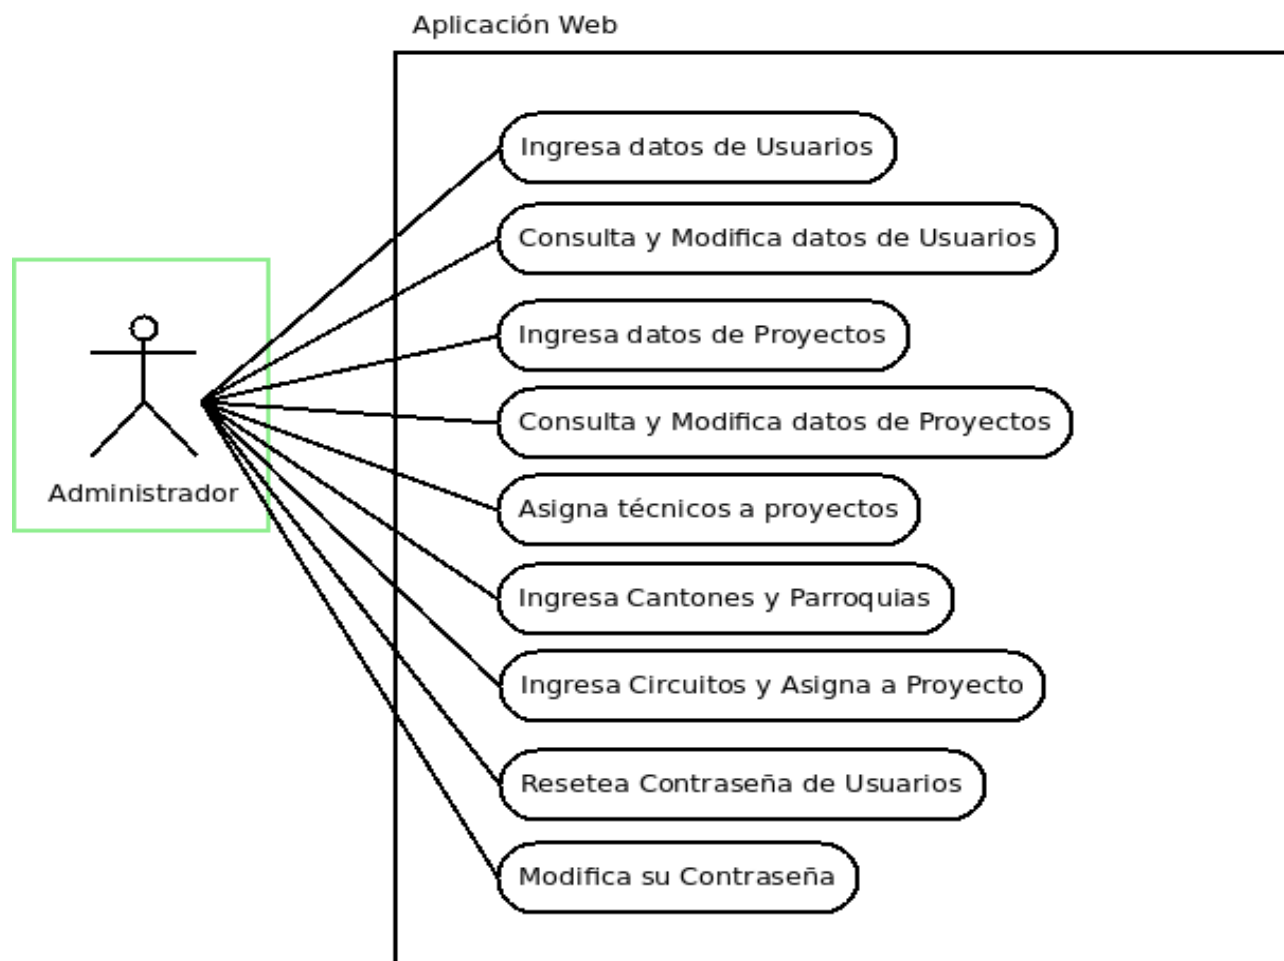 Aplicación Web
Ingresa datos de Usuarios
Consulta y Modifica datos de Usuarios
Ingresa datos de Proyectos
Consulta y Modifica datos de Proyectos
Administrador
Asigna técnicos a proyectos
Ingresa Cantones y Parroquias
Ingresa Circuitos y Asigna a Proyecto
Resetea Contraseña de Usuarios
Modifica su Contraseña